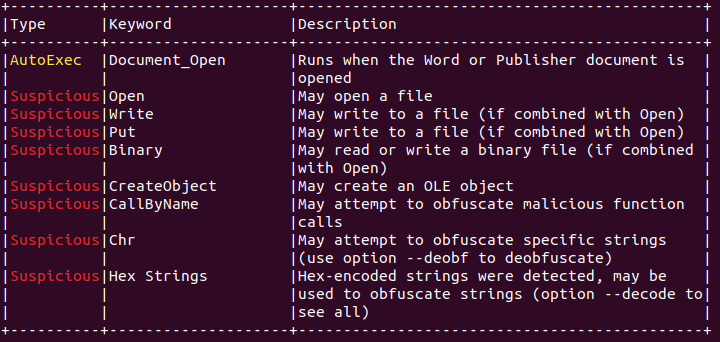 +----------+--------------------+---------------------------------------------+
|Type      |Keyword             |Description                                  |
+----------+--------------------+---------------------------------------------+
|AutoExec  |Document_Open       |Runs when the Word or Publisher document is  |
|          |                    |opened                                       |
|Suspicious|Open                |May open a file                              |
|Suspicious|Write               |May write to a file (if combined with Open)  |
|Suspicious|Put                 |May write to a file (if combined with Open)  |
|Suspicious|Binary              |May read or write a binary file (if combined |
|          |                    |with Open)                                   |
|Suspicious|CreateObject        |May create an OLE object                     |
|Suspicious|CallByName          |May attempt to obfuscate malicious function  |
|          |                    |calls                                        |
|Suspicious|Chr                 |May attempt to obfuscate specific strings    |
|          |                    |(use option --deobf to deobfuscate)          |
|Suspicious|Hex Strings         |Hex-encoded strings were detected, may be    |
|          |                    |used to obfuscate strings (option --decode to|
|          |                    |see all)                                     |
+----------+--------------------+---------------------------------------------+